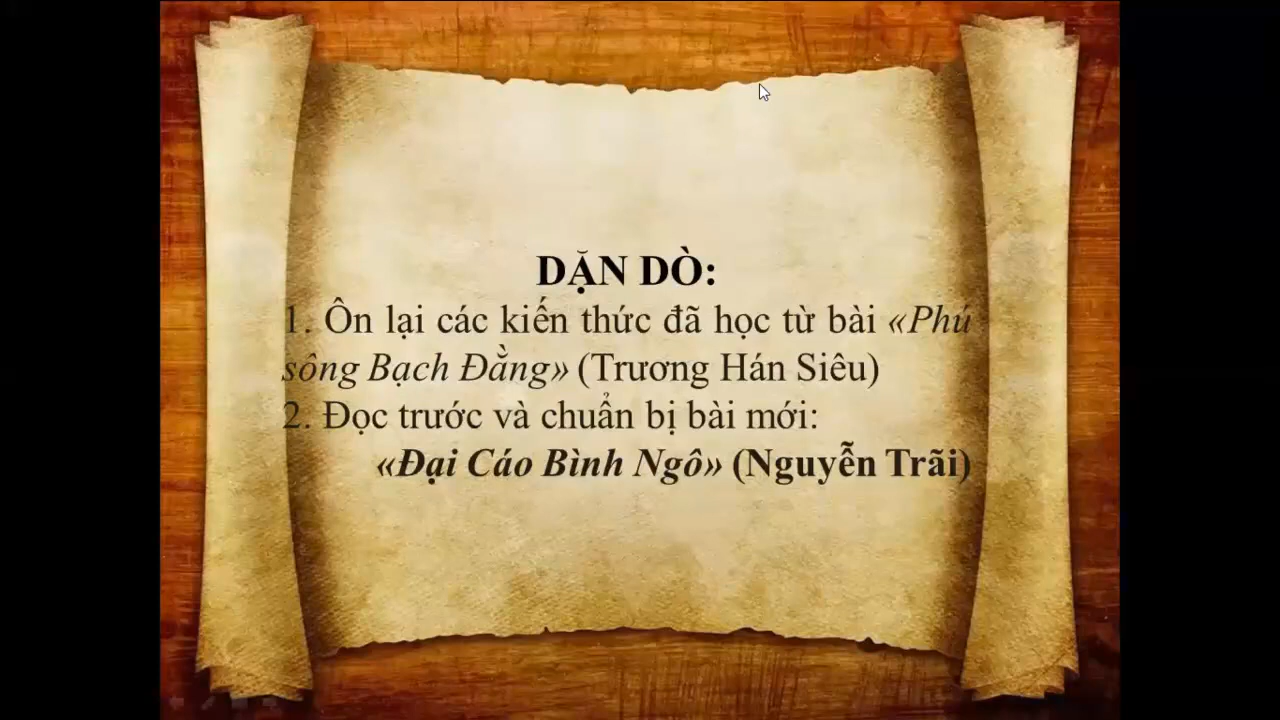 DẶN DÒ:
1. Ôn lại các kiến thức đã học từ bài «Phú
sông Bạch Đằng» (Trương Hán Siêu)
2. Đọc trước và chuẩn bị bài mới:
«Đại Cáo Bình Ngô» (Nguyễn Trãi)